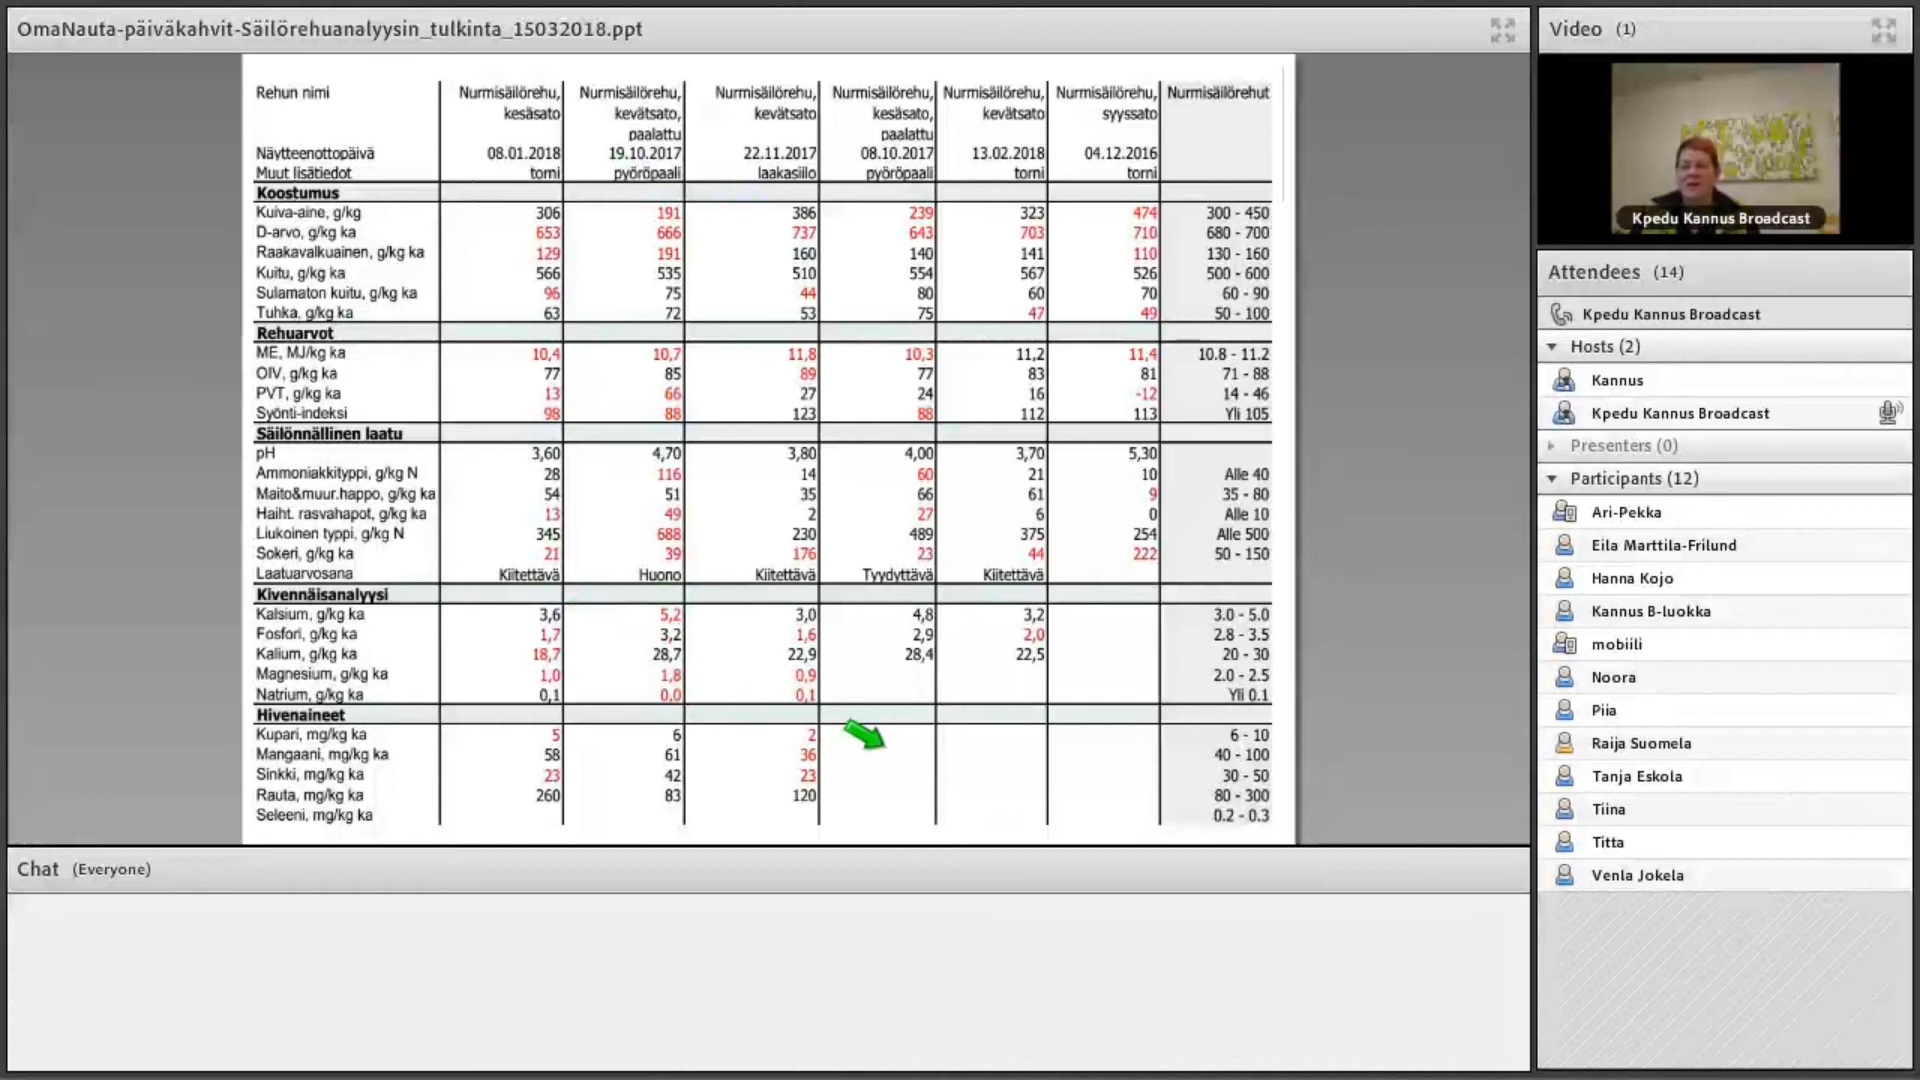 OmaNauta-päiväkahvit-Säilörehuanalyysin_tulkinta_15032018.ppt
Rehun nimi Nurmisäilörehu, Nurmisäilörehu, Nurmisäilörehu, Nurmisäilörehu, Nurmisäilörehu, Nurmisäilörehu, Nurmisäilörehut
kesäsato kevätsato, kevätsato kesäsato, kevätsato syyssato
paalattu paalattu
Näytteenottopäivä 08.01.2018 19.10.2017 22.11.2017 08.10.2017 13.02.2018 04.12.2016
Muut lisätiedot torni pyöröpaali laakasiilo pyöröpaali torni torni
Koostumus
Kuiva-aine, g/kg 306 191 386 239 323 474 300 - 450
D-arvo, g/kg ka 653 666 737 643 703 710 680 - 700
Raakavalkuainen, g/kg ka 129 191 160 140 141 110 130 - 160
Kuitu, g/kg ka 566 535 510 554 567 526 500 - 600
Sulamaton kuitu, g/kg ka 96 75 44 80 60 70 60 - 90
Tuhka, g/kg ka 63 72 53 75 47 49 50 - 100
Rehuarvot
ME, MJ/kg ka 10,4 10,7 11,8 10,3 11,2 11,4 10.8 - 11.2
OIV, g/kg ka 77 85 89 77 83 81 71 - 88
PVT, g/kg ka 13 66 27 24 16 -12 14 - 46
Syönti-indeksi 98 88 123 88 112 113 Yli 105
Säilönnällinen laatu
pH 3,60 4,70 3,80 4,00 3,70 5,30
Ammoniakkityppi, g/kg N 28 116 14 60 21 10 Alle 40
Maito&muur.happo, g/kg ka 54 51 35 66 61 9 35 - 80
Haiht. rasvahapot, g/kg ka 13 49 2 27 6 0 Alle 10
Liukoinen typpi, g/kg N 345 688 230 489 375 254 Alle 500
Sokeri, g/kg ka 21 39 176 23 44 222 50 - 150
Laatuarvosana Kiitettävä Huono Kiitettävä Tyydyttävä Kiitettävä
Kivennäisanalyysi
Kalsium, g/kg ka 3,6 5,2 3,0 4,8 3,2 3.0 - 5.0
Fosfori, g/kg ka 1,7 3,2 1,6 2,9 2,0 2.8 - 3.5
Kalium, g/kg ka 18,7 28,7 22,9 28,4 22,5 20 - 30
Magnesium, g/kg ka 1,0 1,8 0,9 2.0 - 2.5
Natrium, g/kg ka 0,1 0,0 0,1 Yli 0.1
Hivenaineet
Kupari, mg/kg ka 5 6 2 6 - 10
Mangaani, mg/kg ka 58 61 36 40 - 100
Sinkki, mg/kg ka 23 42 23 30 - 50
Rauta, mg/kg ka 260 83 120 80 - 300
Seleeni, mg/kg ka 0.2 - 0.3
Chat (Everyone)
Video (1)
Kpedu Kannus Broadcast
Attendees (14)
Kpedu Kannus Broadcast
Hosts (2)
Kannus
Kpedu Kannus Broadcast
Presenters (0)
Participants (12)
Ari-Pekka
Eila Marttila-Frilund
Hanna Kojo
Kannus B-luokka
mobiili
Noora
Piia
Raija Suomela
Tanja Eskola
Tiina
Titta
Venla Jokela